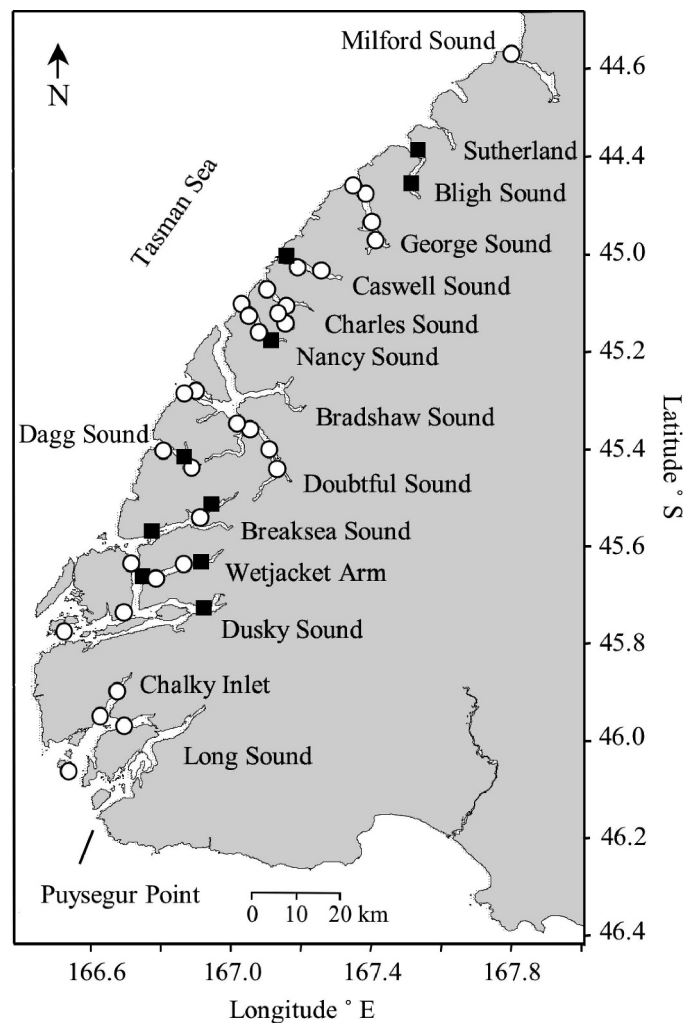 Milford Sound
N
44.6
Sutherland
44.4
Bligh Sound
Tasman Sea
George Sound
45.0
Caswell Sound
Charles Sound
Nancy Sound
45.2
Bradshaw Sound
Dagg Sound
45.4
Doubtful Sound
Latitude ° S
Breaksea Sound
45.6
Wetjacket Arm
Dusky Sound
45.8
Chalky Inlet
46.0
Long Sound
46.2
Puysegur Point
0 10 20 km
46.4
166.6 167.0 167.4 167.8
Longitude ° E